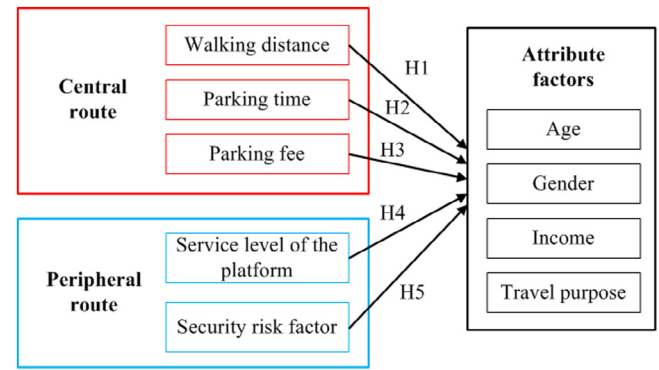 Central
route
Walking distance
Parking time
Parking fee
H1
H2
H3
Peripheral
route
Service level of the
platform
Security risk factor
H4
H5
Attribute
factors
Age
Gender
Income
Travel purpose